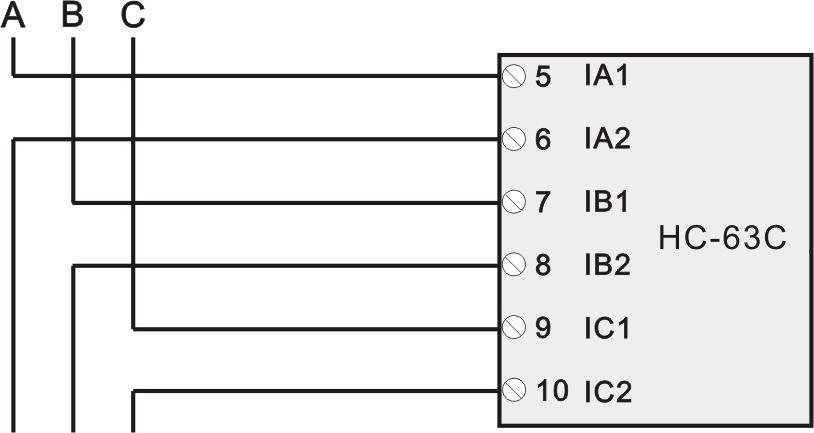 A B C
5 IA1
6 IA2
7 IB1
HC-63C
8 IB2
9 IC1
10 IC2